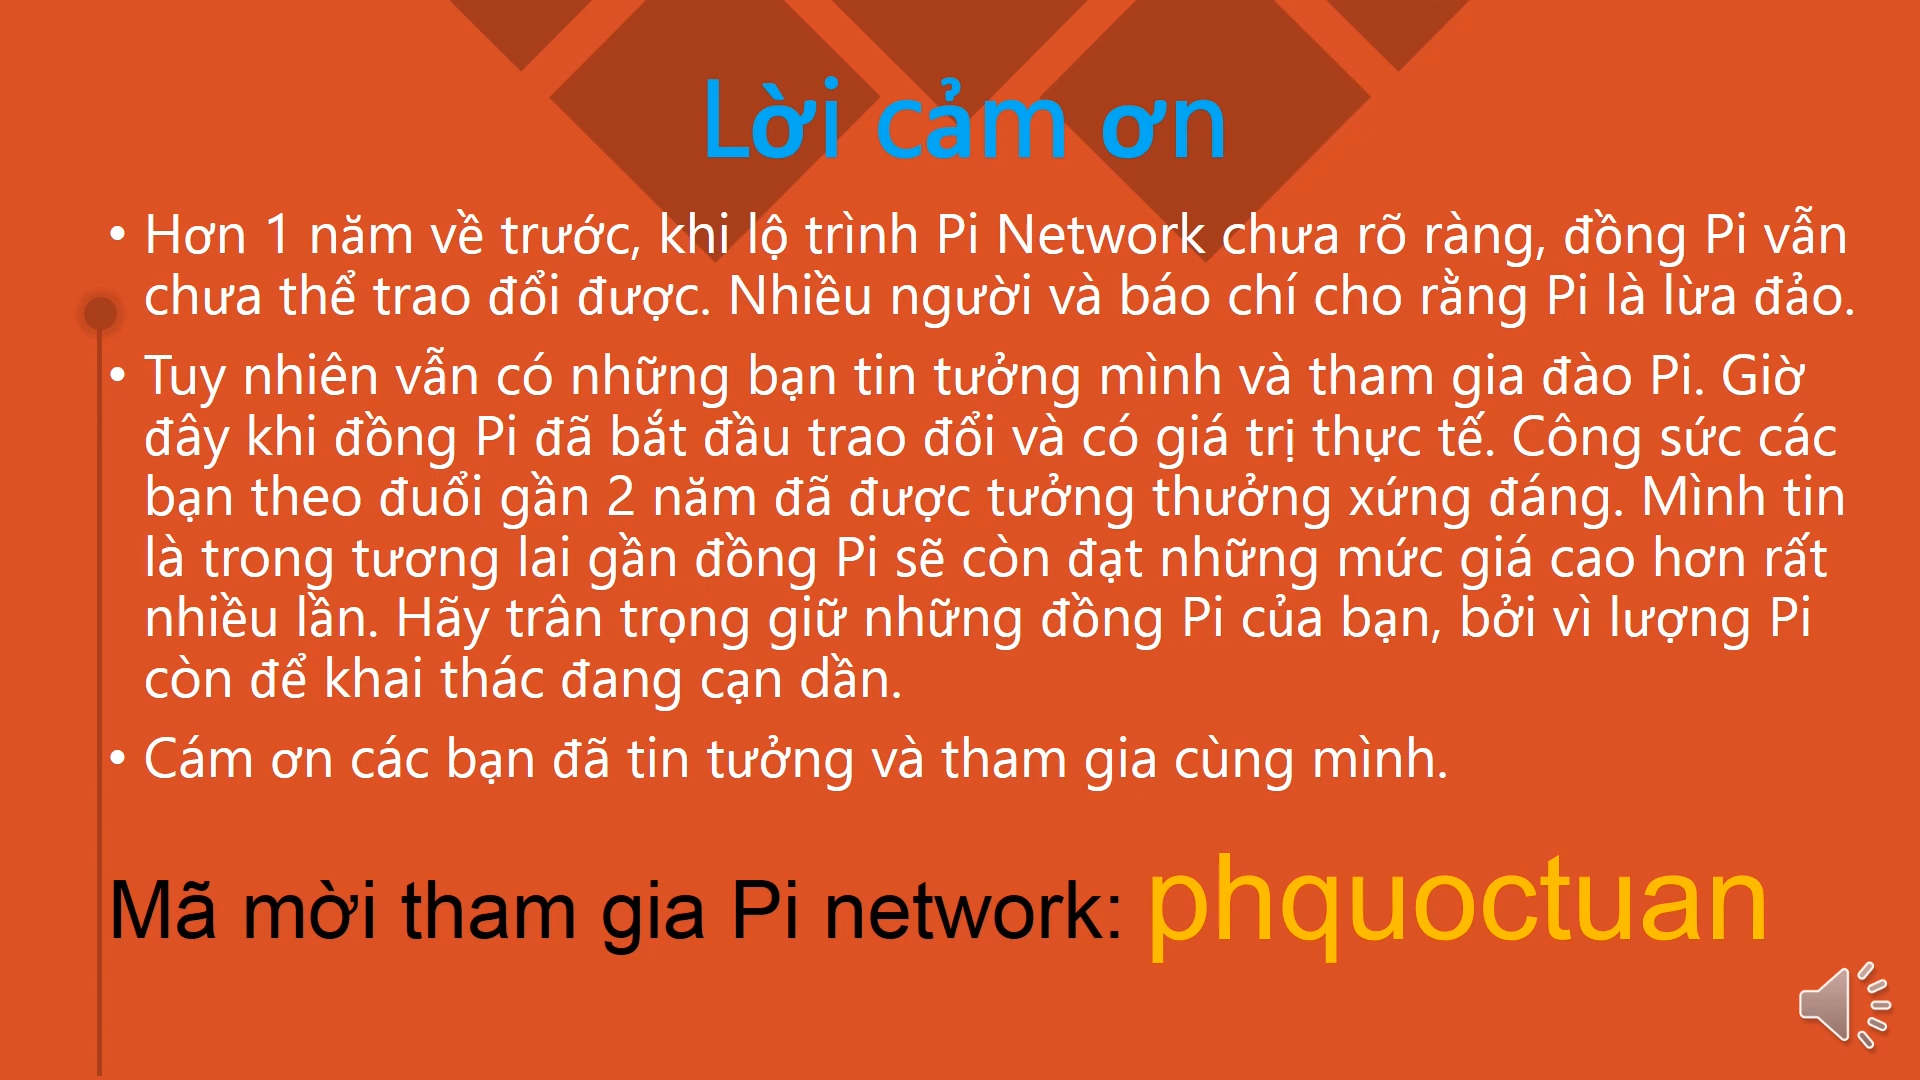 Lời cảm ơn
• Hơn 1 năm về trước, khi lộ trình Pi Network chưa rõ ràng, đồng Pi vẫn
chưa thể trao đổi được. Nhiều người và báo chí cho rằng Pi là lừa đảo.
• Tuy nhiên vẫn có những bạn tin tưởng mình và tham gia đào Pi. Giờ
đây khi đồng Pi đã bắt đầu trao đổi và có giá trị thực tế. Công sức các
bạn theo đuổi gần 2 năm đã được tưởng thưởng xứng đáng. Mình tin
là trong tương lai gần đồng Pi sẽ còn đạt những mức giá cao hơn rất
nhiều lần. Hãy trân trọng giữ những đồng Pi của bạn, bởi vì lượng Pi
còn để khai thác đang cạn dần.
• Cám ơn các bạn đã tin tưởng và tham gia cùng mình.
Mã mời tham gia Pi network: phquoctuan